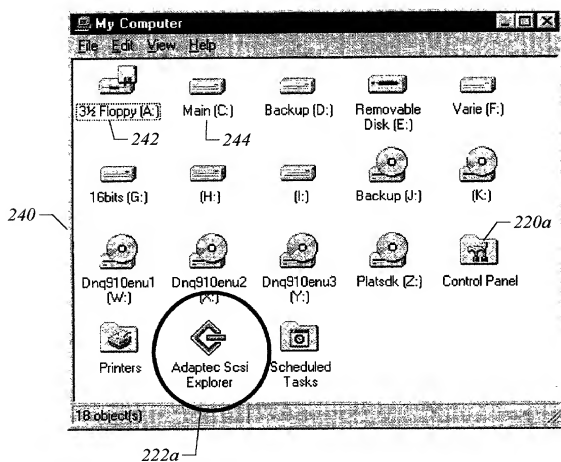 My Computer
File Edit View Help
3½ Floppy (A:) Main (C:) Backup (D:) Removable Disk (E:) Varie (F:)
242 244
16bits (G:) (H:) (I:) Backup (J:) (K:)
240 220a
Dnq910enu1 (W:) Dnq910enu2 (X:) Dnq910enu3 (Y:) Platsdk (Z:) Control Panel
Printers Adaptec Scsi Explorer Scheduled Tasks
18 object(s)
222a